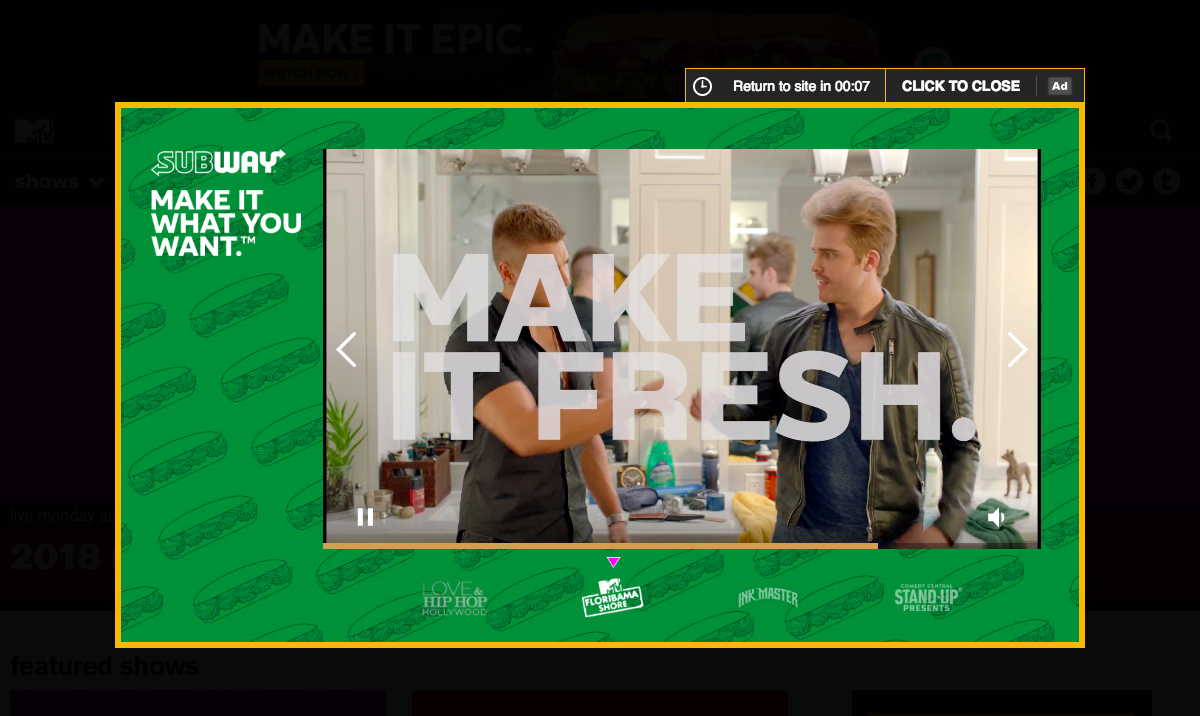 MAKE IT EPIC.
WATCH NOW >
Return to site in 00:07
CLICK TO CLOSE
Ad
MTV
shows
SUBWAY
MAKE IT
WHAT YOU
WANT.™
MAKE
IT FRESH.
live monday au
2018
LOVE &
HIP HOP
HOLLYWOOD
MTV
FLORIBAMA
SHORE
INK MASTER
COMEDY CENTRAL
STAND-UP
PRESENTS
featured shows